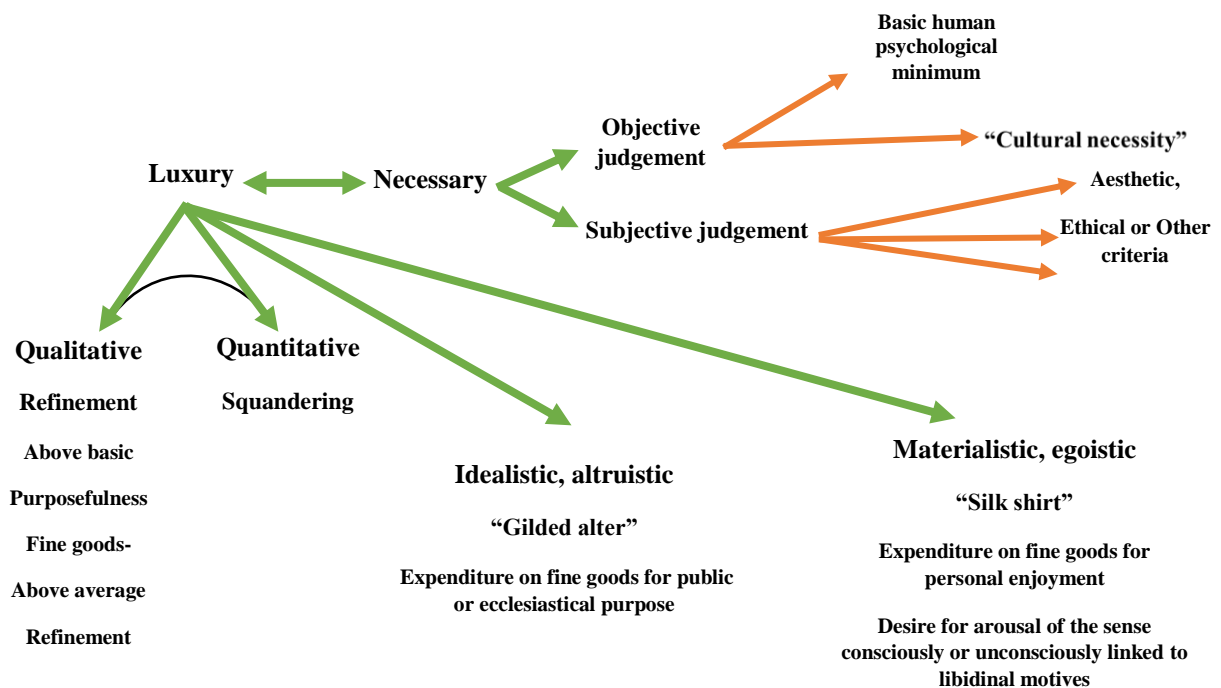 Basic human
psychological
minimum
Objective
judgement
“Cultural necessity”
Luxury
Necessary
Aesthetic,
Subjective judgement
Ethical or Other
criteria
Qualitative
Refinement
Above basic
Purposefulness
Fine goods-
Above average
Refinement
Quantitative
Squandering
Idealistic, altruistic
“Gilded alter”
Expenditure on fine goods for public
or ecclesiastical purpose
Materialistic, egoistic
“Silk shirt”
Expenditure on fine goods for
personal enjoyment
Desire for arousal of the sense
consciously or unconsciously linked to
libidinal motives